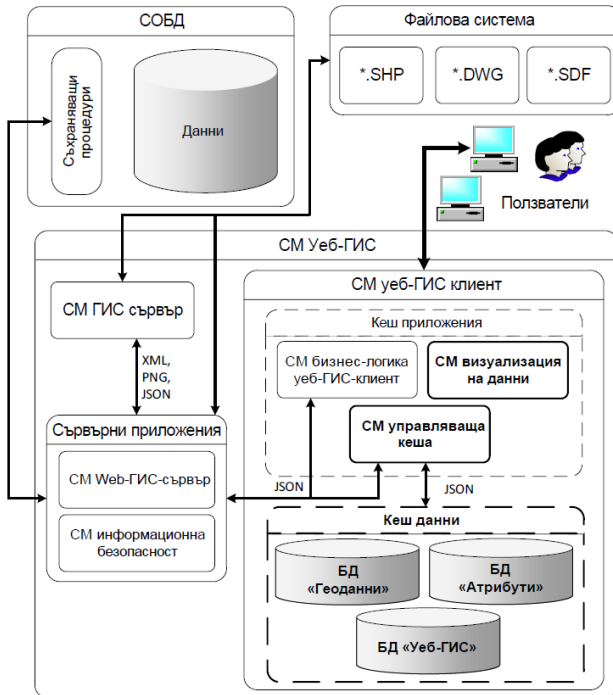 СОБД
Съхраняващи
процедури
Данни
Файлова система
*.SHP
*.DWG
*.SDF
Ползватели
СМ Уеб-ГИС
СМ ГИС сървър
XML,
PNG,
JSON
Сървърни приложения
СМ Web-ГИС-сървър
СМ информационна
безопасност
СМ уеб-ГИС клиент
Кеш приложения
СМ бизнес-логика
уеб-ГИС-клиент
СМ визуализация
на данни
СМ управляваща
кеша
JSON
JSON
Кеш данни
БД
«Геоданни»
БД
«Атрибути»
БД «Уеб-ГИС»